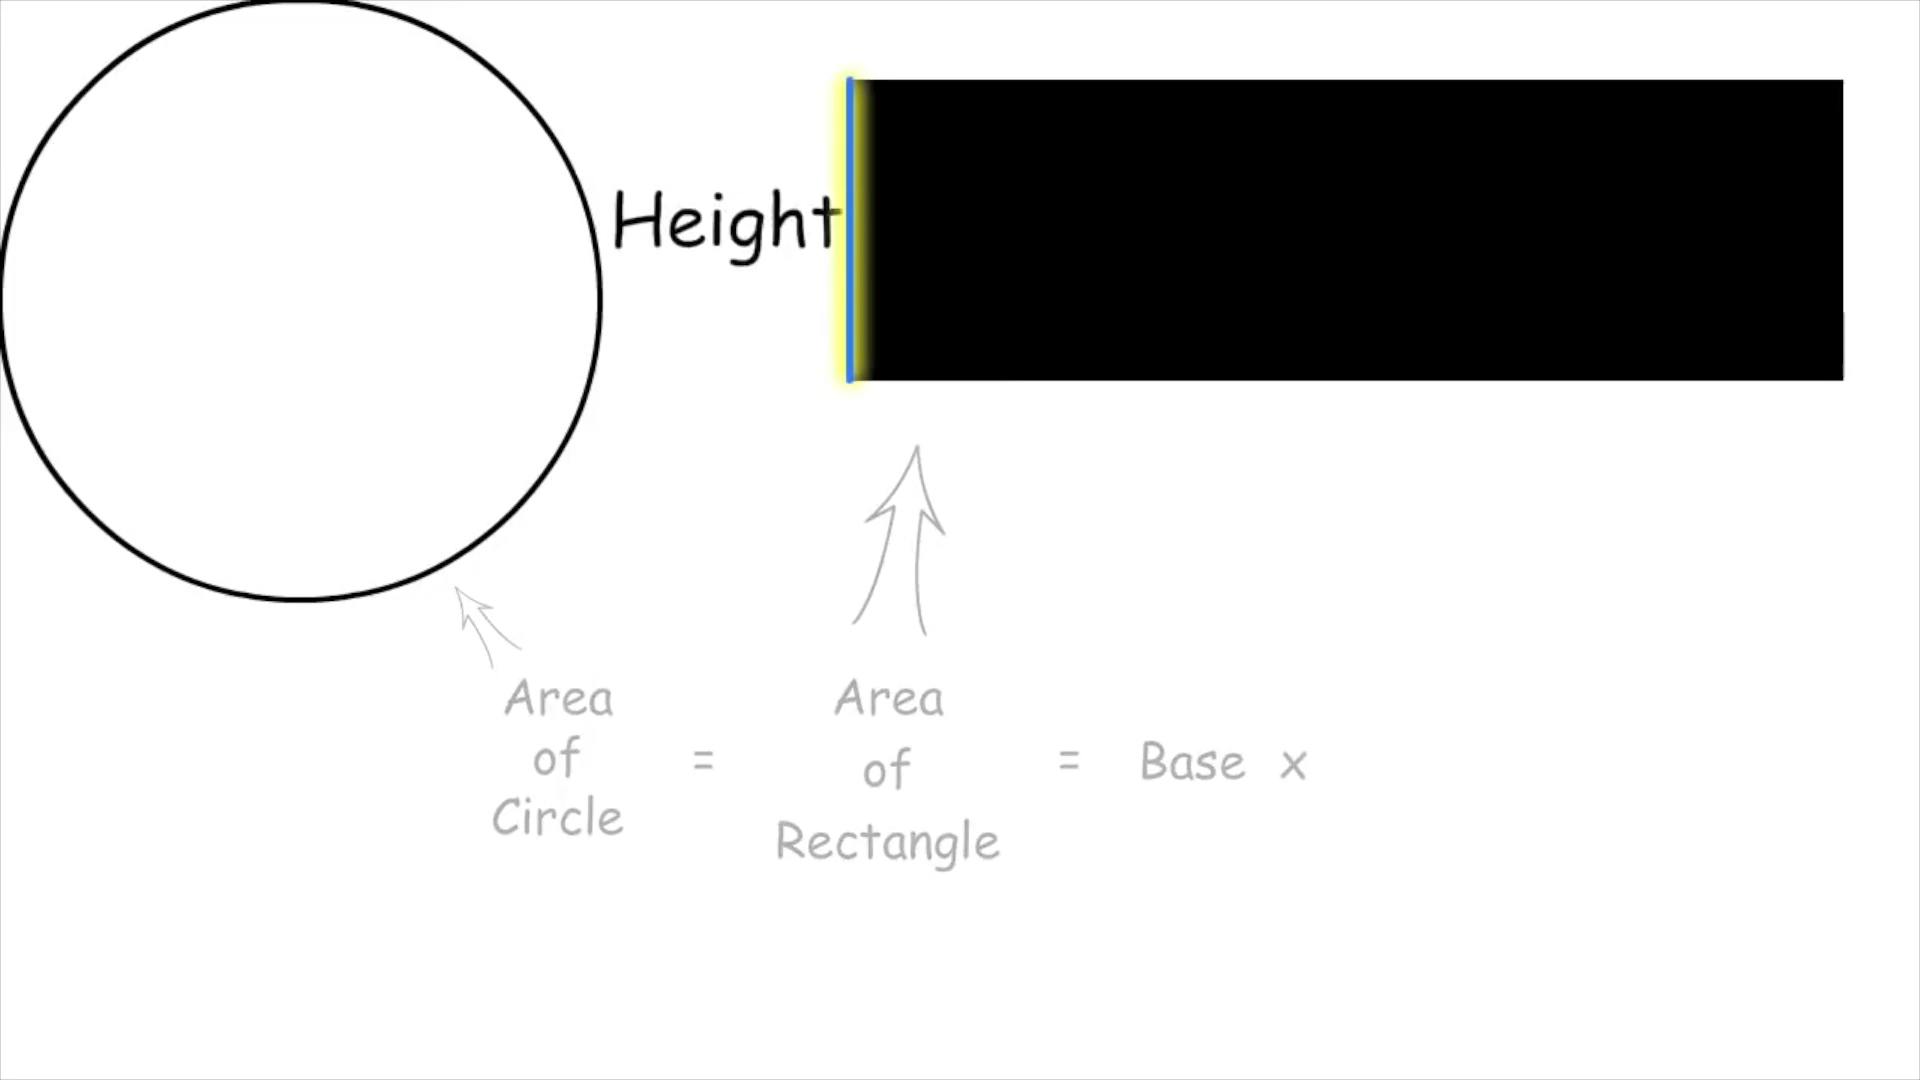 Height
Area
of
Circle
=
Area
of
Rectangle
= Base x